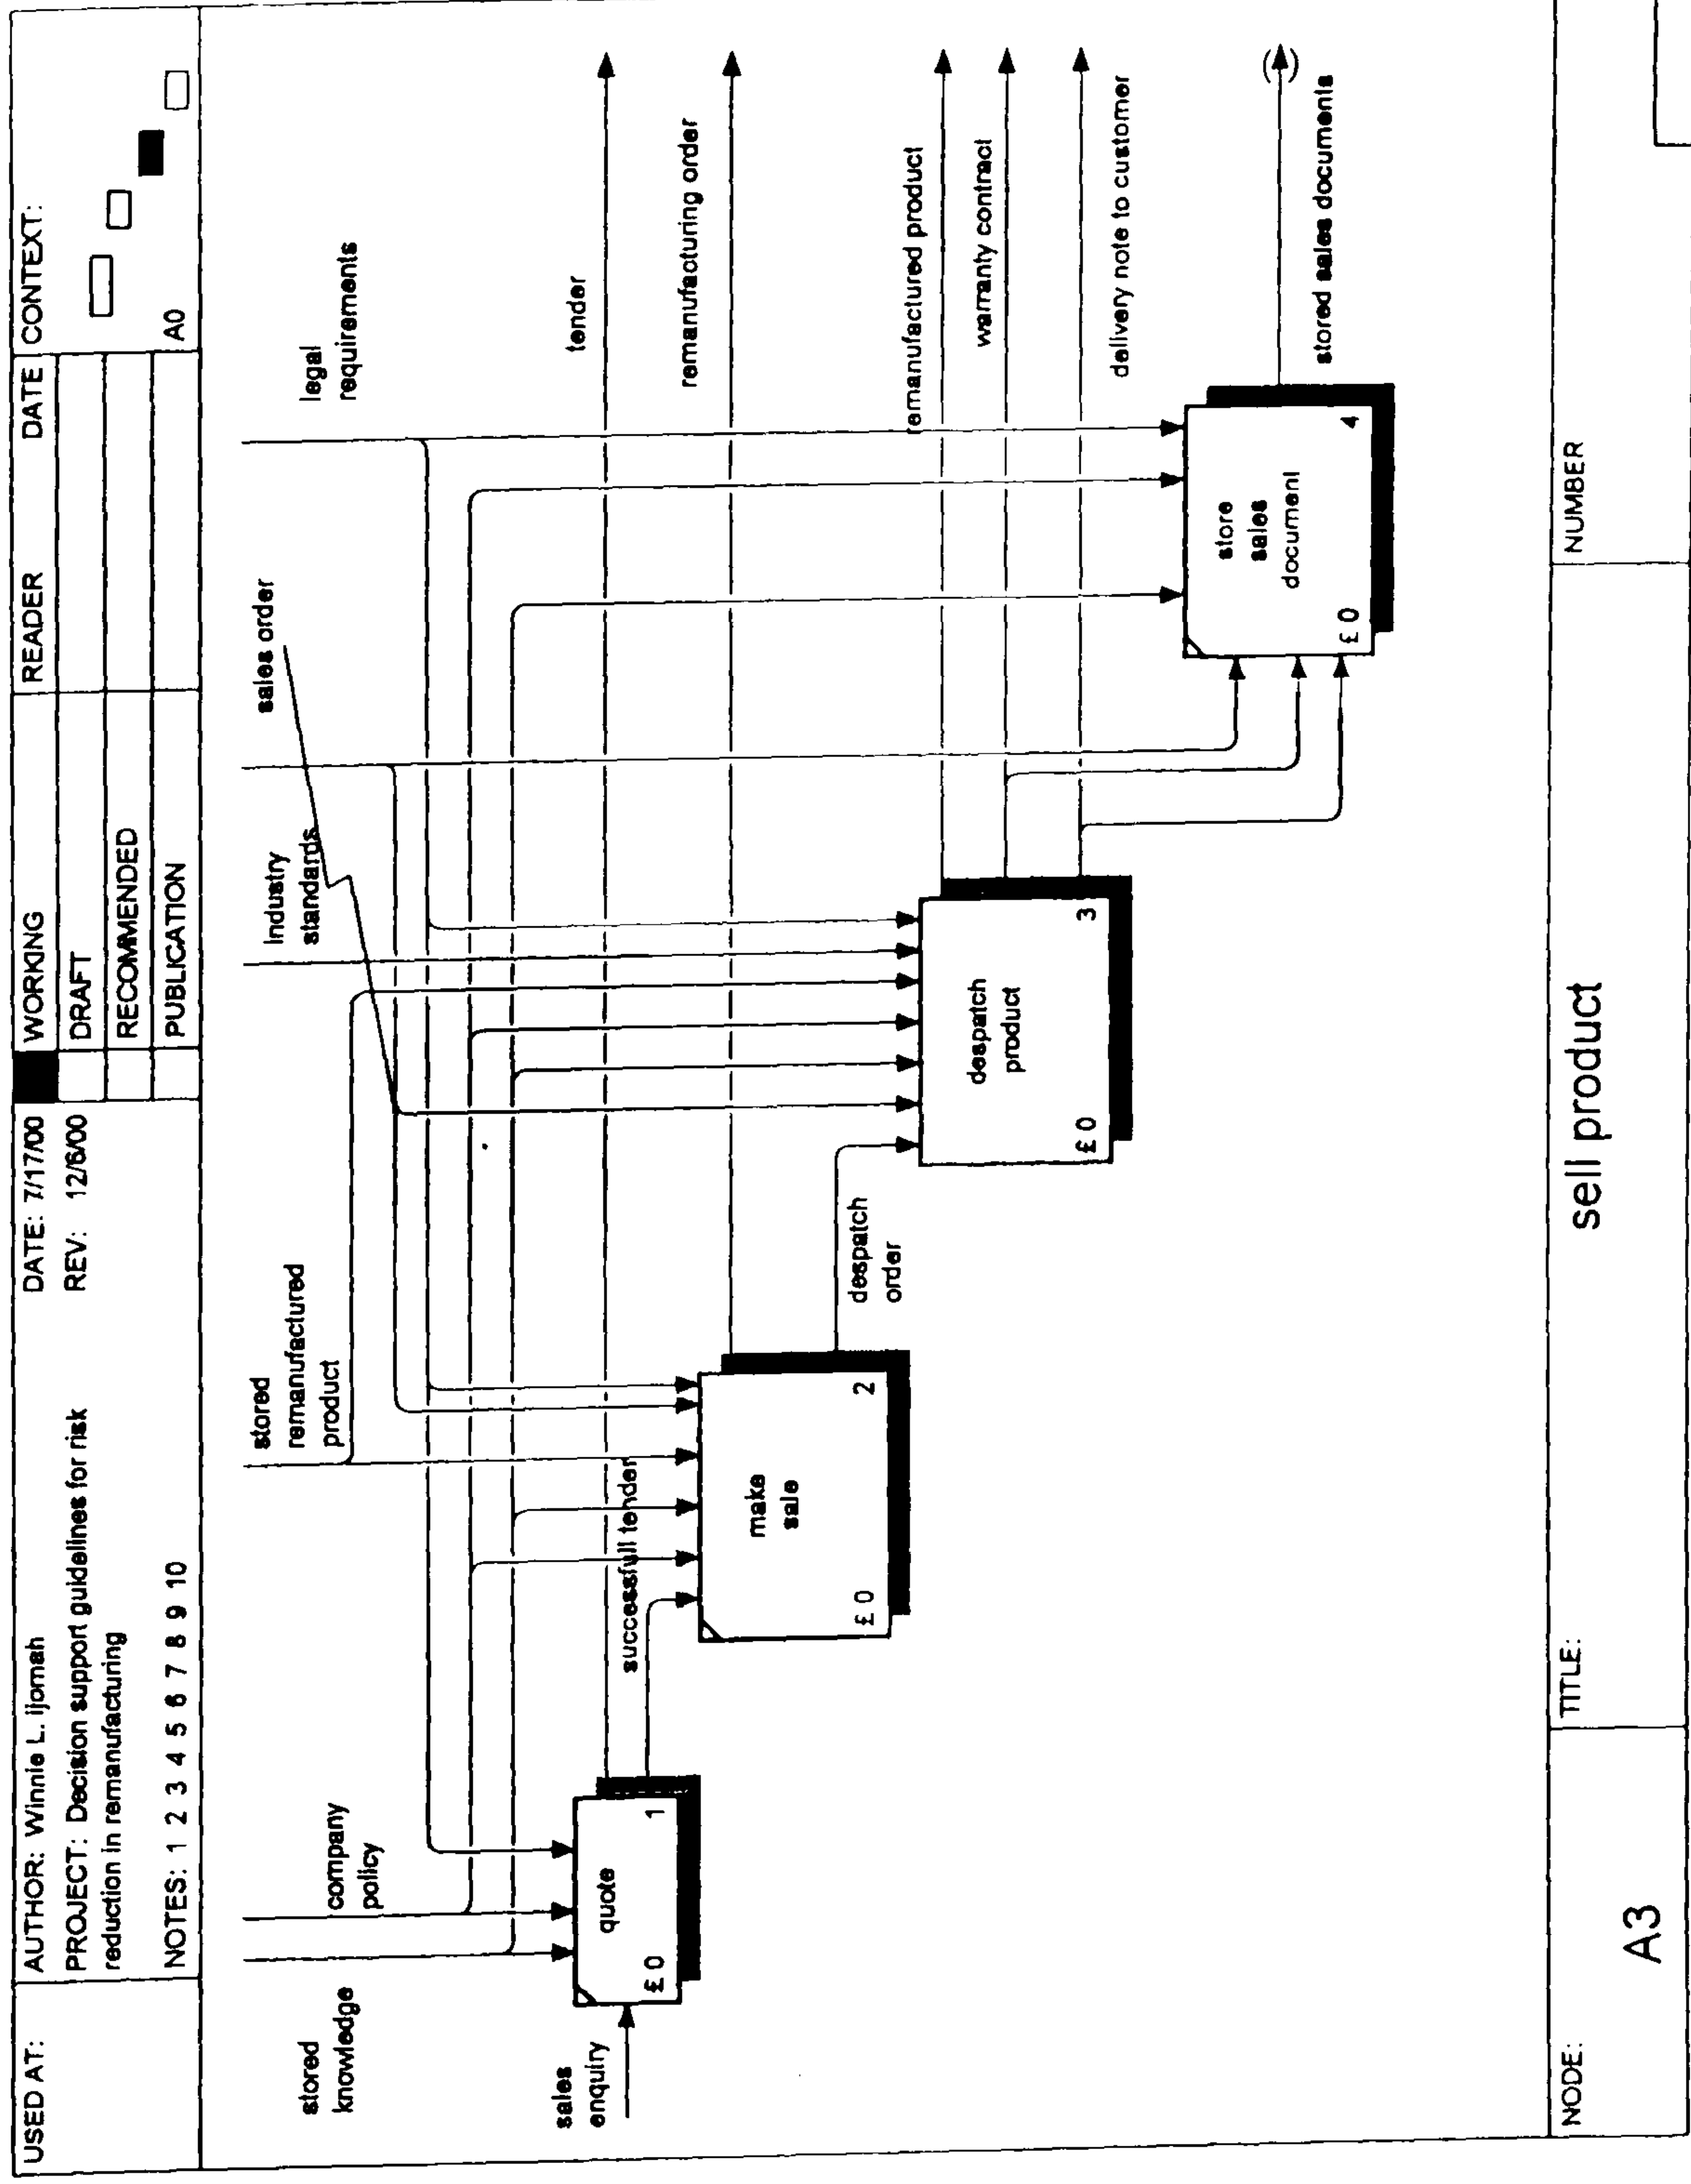 USED AT:
AUTHOR: Winnie L. Ijomah
DATE: 7/17/00
WORKING
READER
DATE
CONTEXT:
PROJECT: Decision support guidelines for risk
reduction in remanufacturing
REV: 12/6/00
DRAFT
RECOMMENDED
NOTES: 1 2 3 4 5 6 7 8 9 10
PUBLICATION
A0
stored
knowledge
company
policy
stored
remanufactured
product
Industry
standards
sales order
legal
requirements
sales
enquiry
quote
£ 0
1
tender
successfull tender
make
sale
£ 0
2
remanufacturing order
despatch
order
despatch
product
£ 0
3
remanufactured product
warranty contract
delivery note to customer
store
sales
document
£ 0
4
stored sales documents
NODE:
A3
TITLE:
sell product
NUMBER